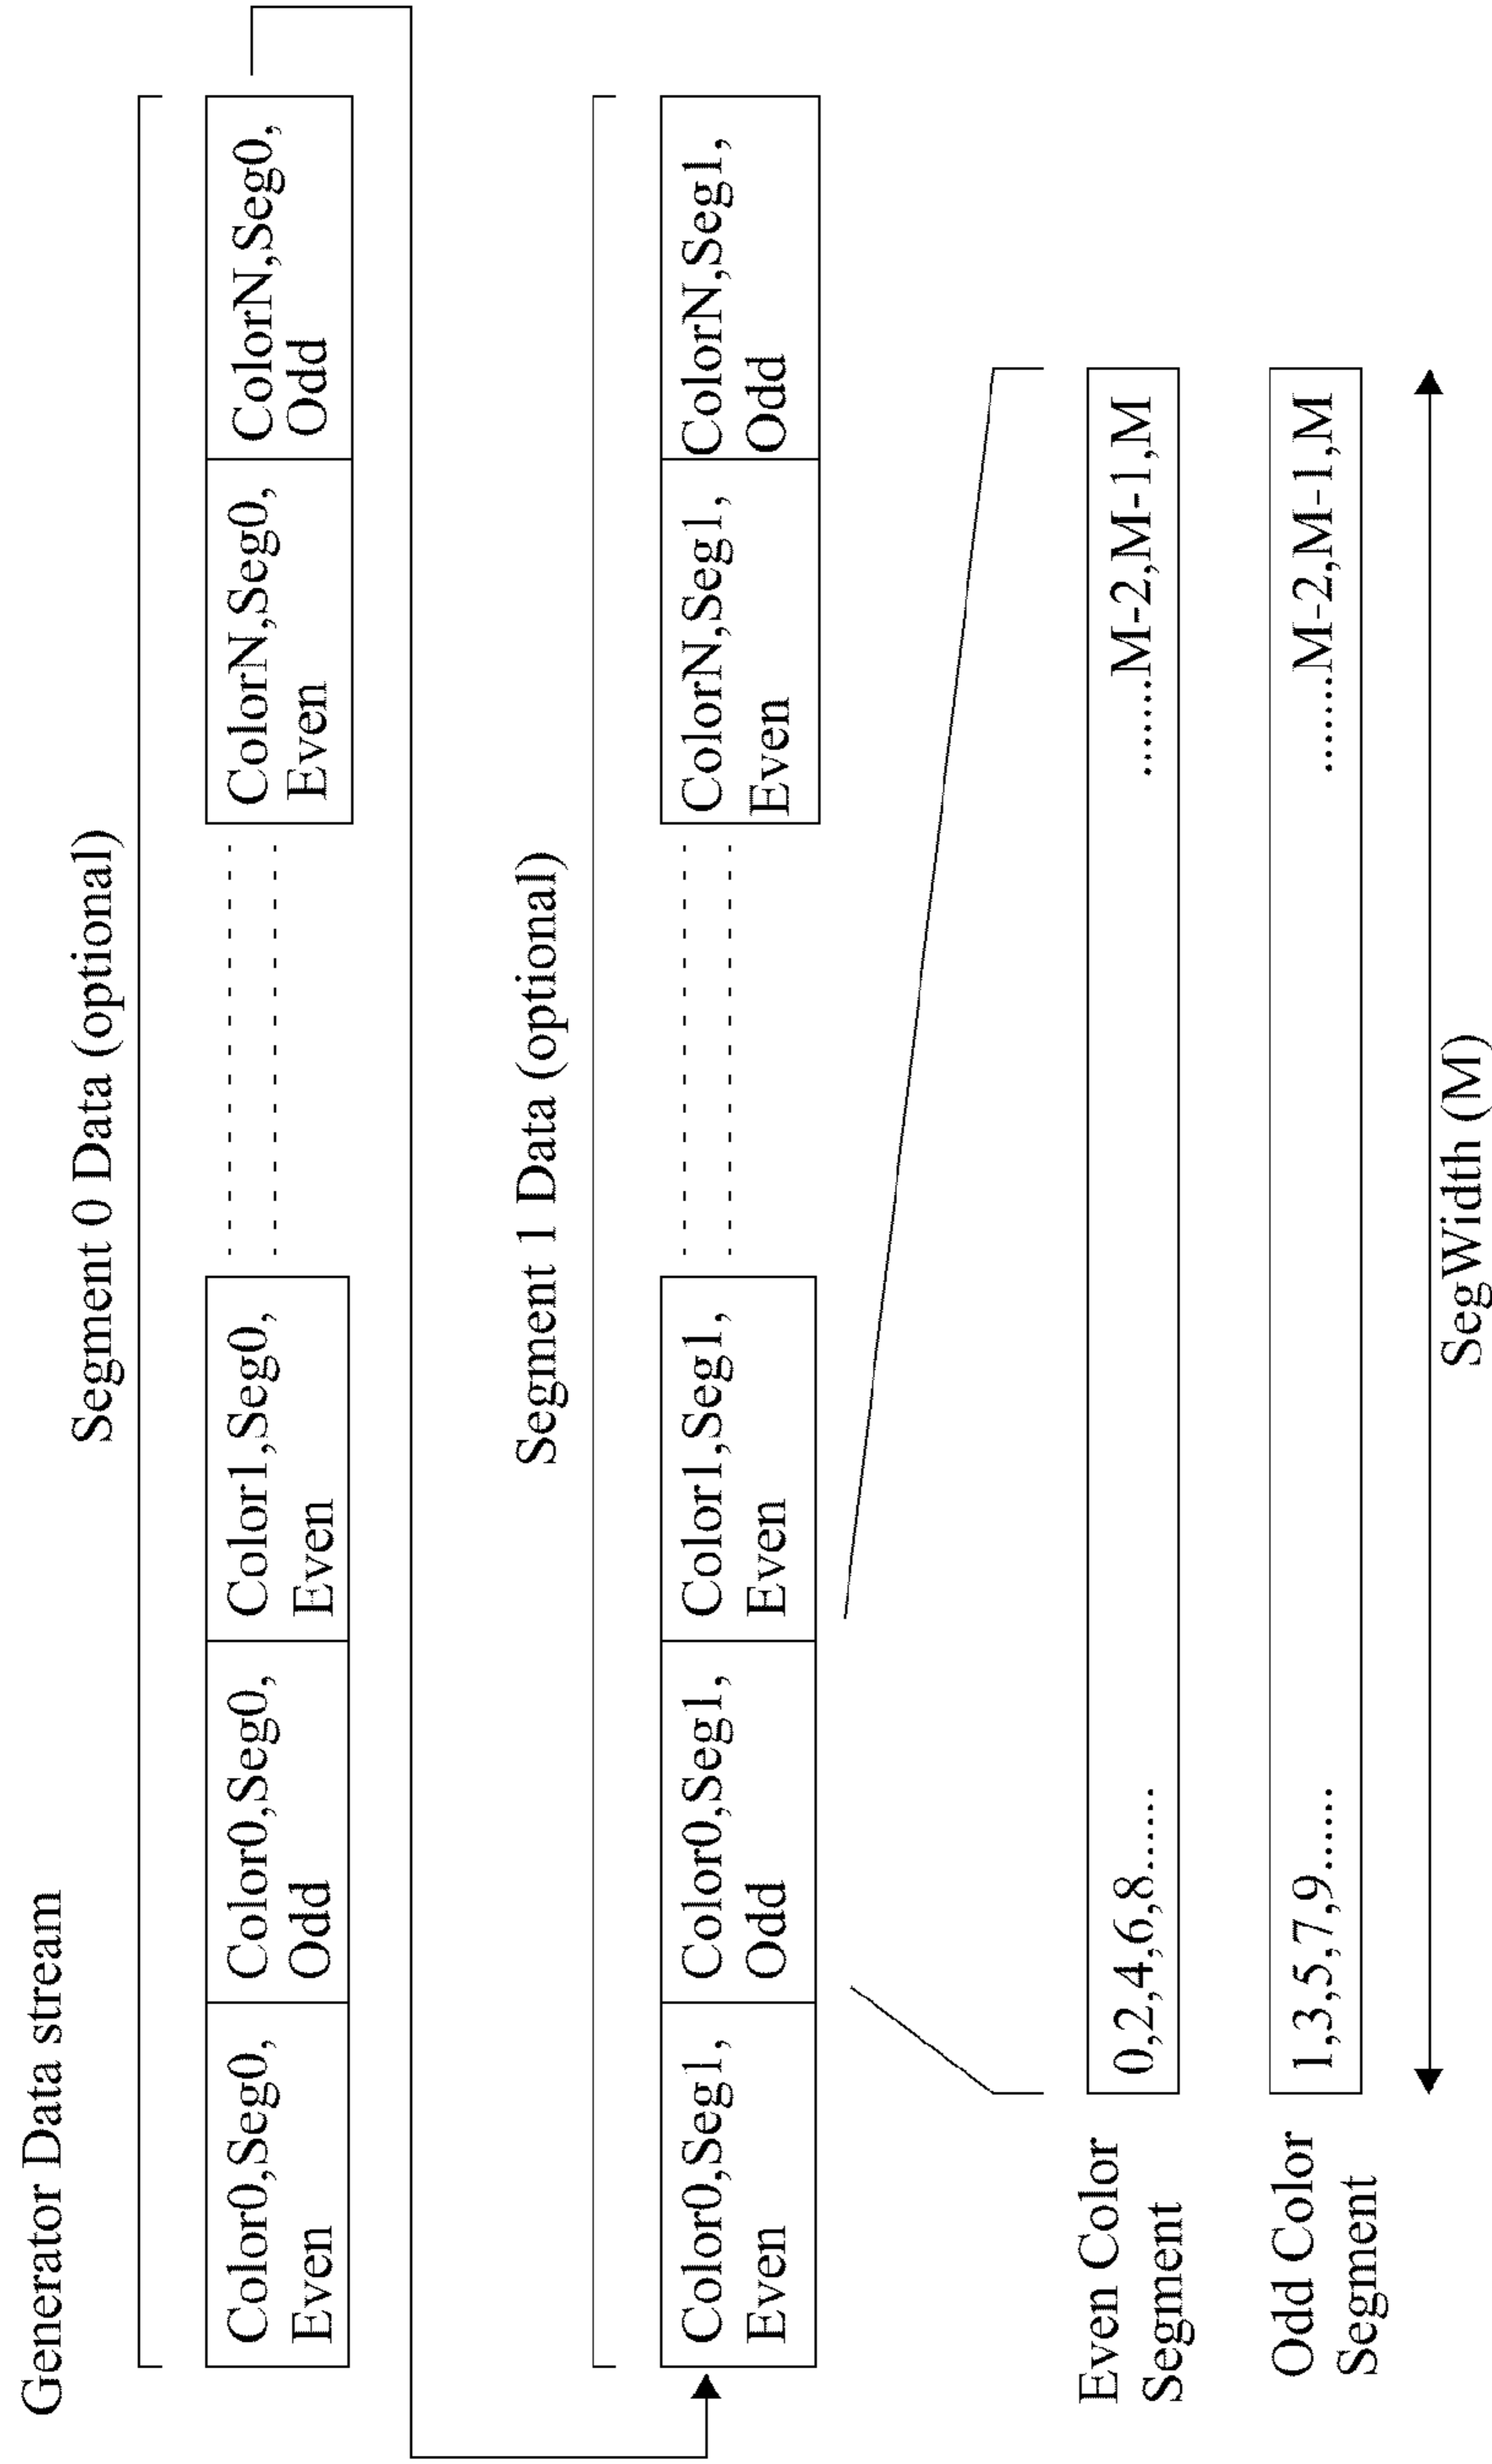 Generator Data stream
Segment 0 Data (optional)
Color0,Seg0,
Even
Color0,Seg0,
Odd
Color1,Seg0,
Even
ColorN,Seg0,
Even
ColorN,Seg0,
Odd
Segment 1 Data (optional)
Color0,Seg1,
Even
Color0,Seg1,
Odd
Color1,Seg1,
Even
ColorN,Seg1,
Even
ColorN,Seg1,
Odd
Even Color
Segment
0,2,4,6,8......
.......M-2,M-1,M
Odd Color
Segment
1,3,5,7,9......
........M-2,M-1,M
SegWidth (M)